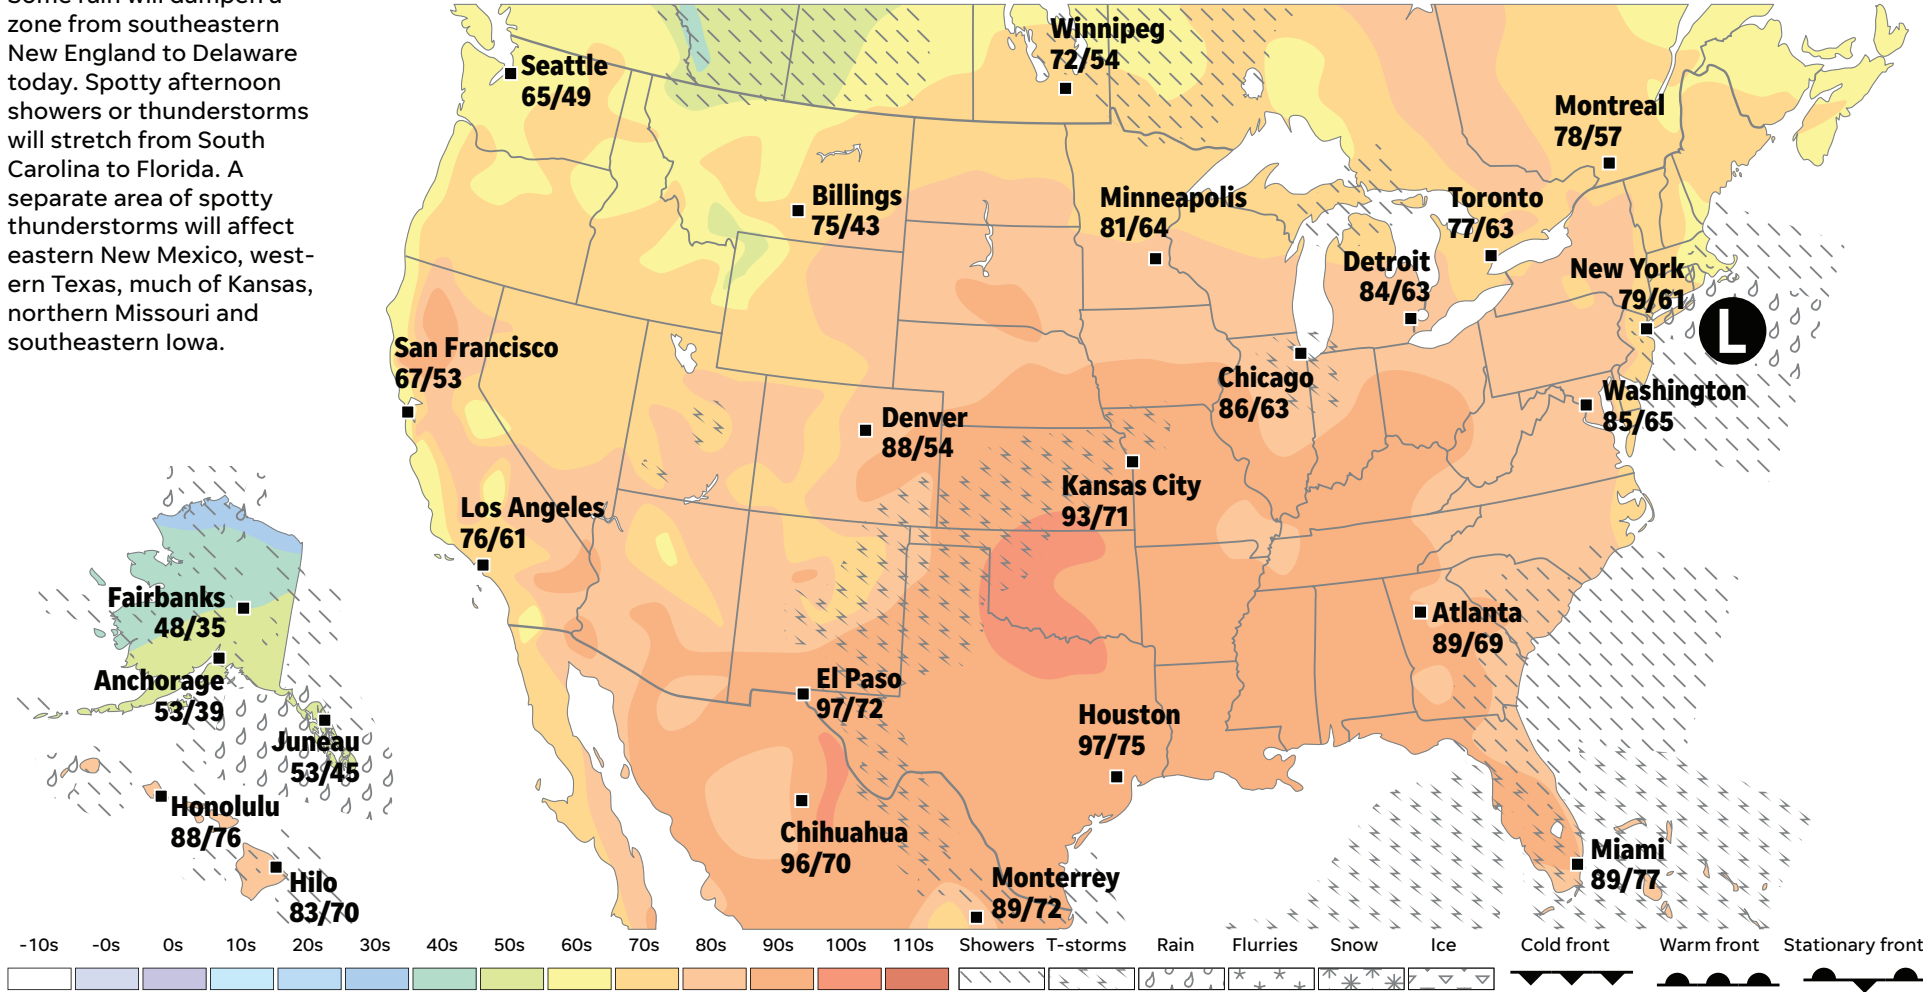 Some rain will dampen a
zone from southeastern
New England to Delaware
today. Spotty afternoon
showers or thunderstorms
will stretch from South
Carolina to Florida. A
separate area of spotty
thunderstorms will affect
eastern New Mexico, west-
ern Texas, much of Kansas,
northern Missouri and
southeastern Iowa.
Winnipeg
72/54
Seattle
65/49
Montreal
78/57
Billings
75/43
Minneapolis
81/64
Toronto
77/63
Detroit
84/63
New York
79/61
L
San Francisco
67/53
Chicago
86/63
Washington
85/65
Denver
88/54
Kansas City
93/71
Los Angeles
76/61
Fairbanks
48/35
Atlanta
89/69
Anchorage
53/39
El Paso
97/72
Houston
97/75
Juneau
53/45
Honolulu
88/76
Chihuahua
96/70
Miami
89/77
Hilo
83/70
Monterrey
89/72
-10s -0s 0s 10s 20s 30s 40s 50s 60s 70s 80s 90s 100s 110s Showers T-storms Rain Flurries Snow Ice Cold front Warm front Stationary front